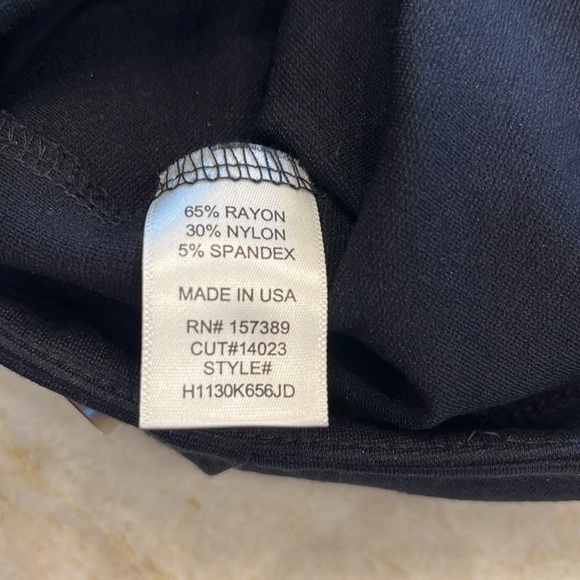 65% RAYON
30% NYLON
5% SPANDEX
MADE IN USA
RN# 157389
CUT#14023
STYLE#
H1130K656JD